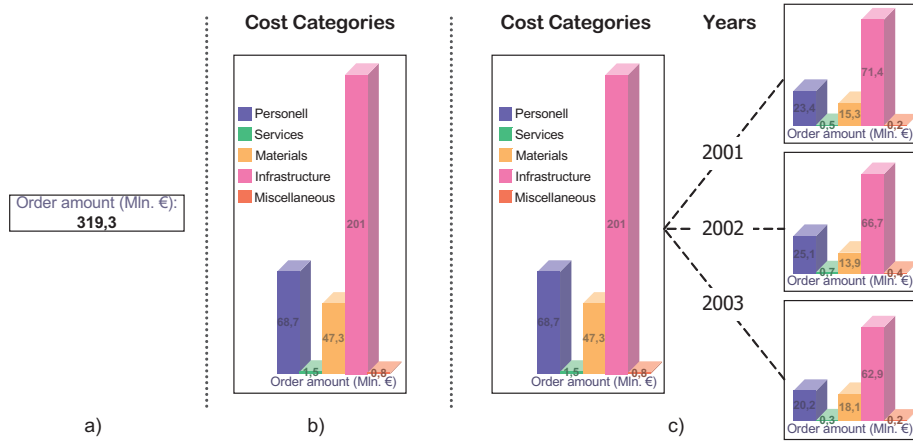 Order amount (Mln. €):
319,3
a)
Cost Categories
Personell
Services
Materials
Infrastructure
Miscellaneous
201
68,7
47,3
1,5
0,8
Order amount (Mln. €)
b)
Cost Categories
Years
Personell
Services
Materials
Infrastructure
Miscellaneous
201
68,7
47,3
1,5
0,8
Order amount (Mln. €)
2001
2002
2003
71,4
23,4
15,3
0,5
0,2
Order amount (Mln. €)
66,7
25,1
13,9
0,7
0,4
Order amount (Mln. €)
62,9
20,2
18,1
0,3
0,2
Order amount (Mln. €)
c)